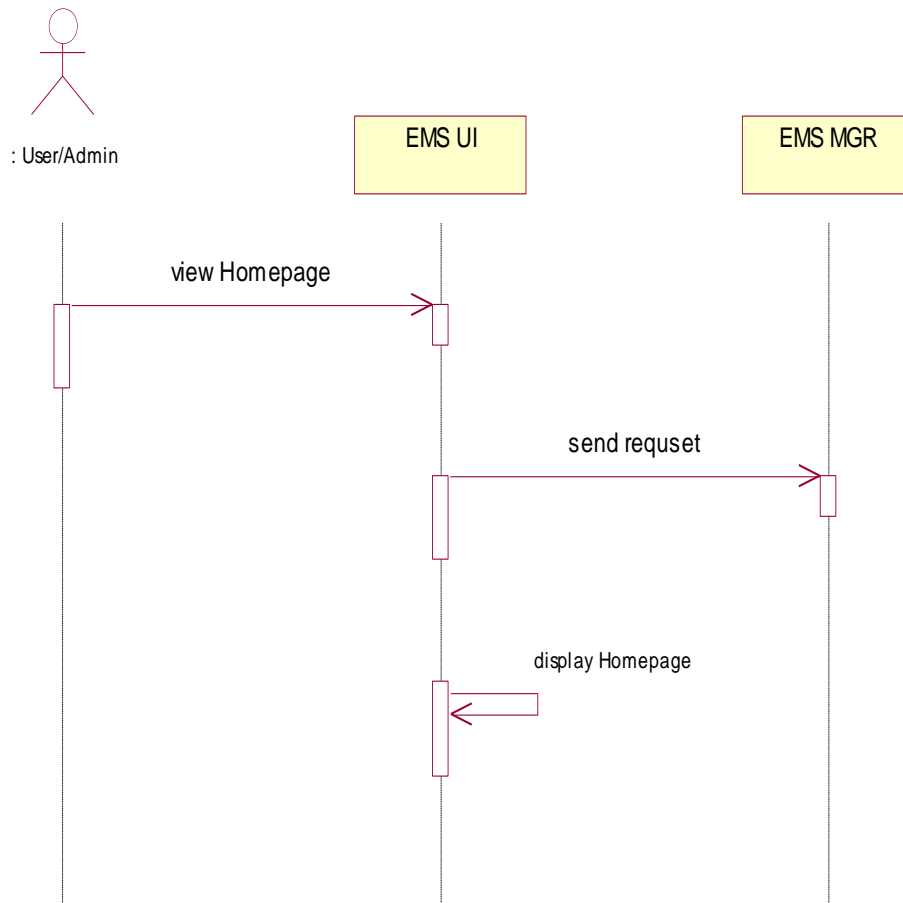 : User/Admin
EMS UI
EMS MGR
view Homepage
send requset
display Homepage